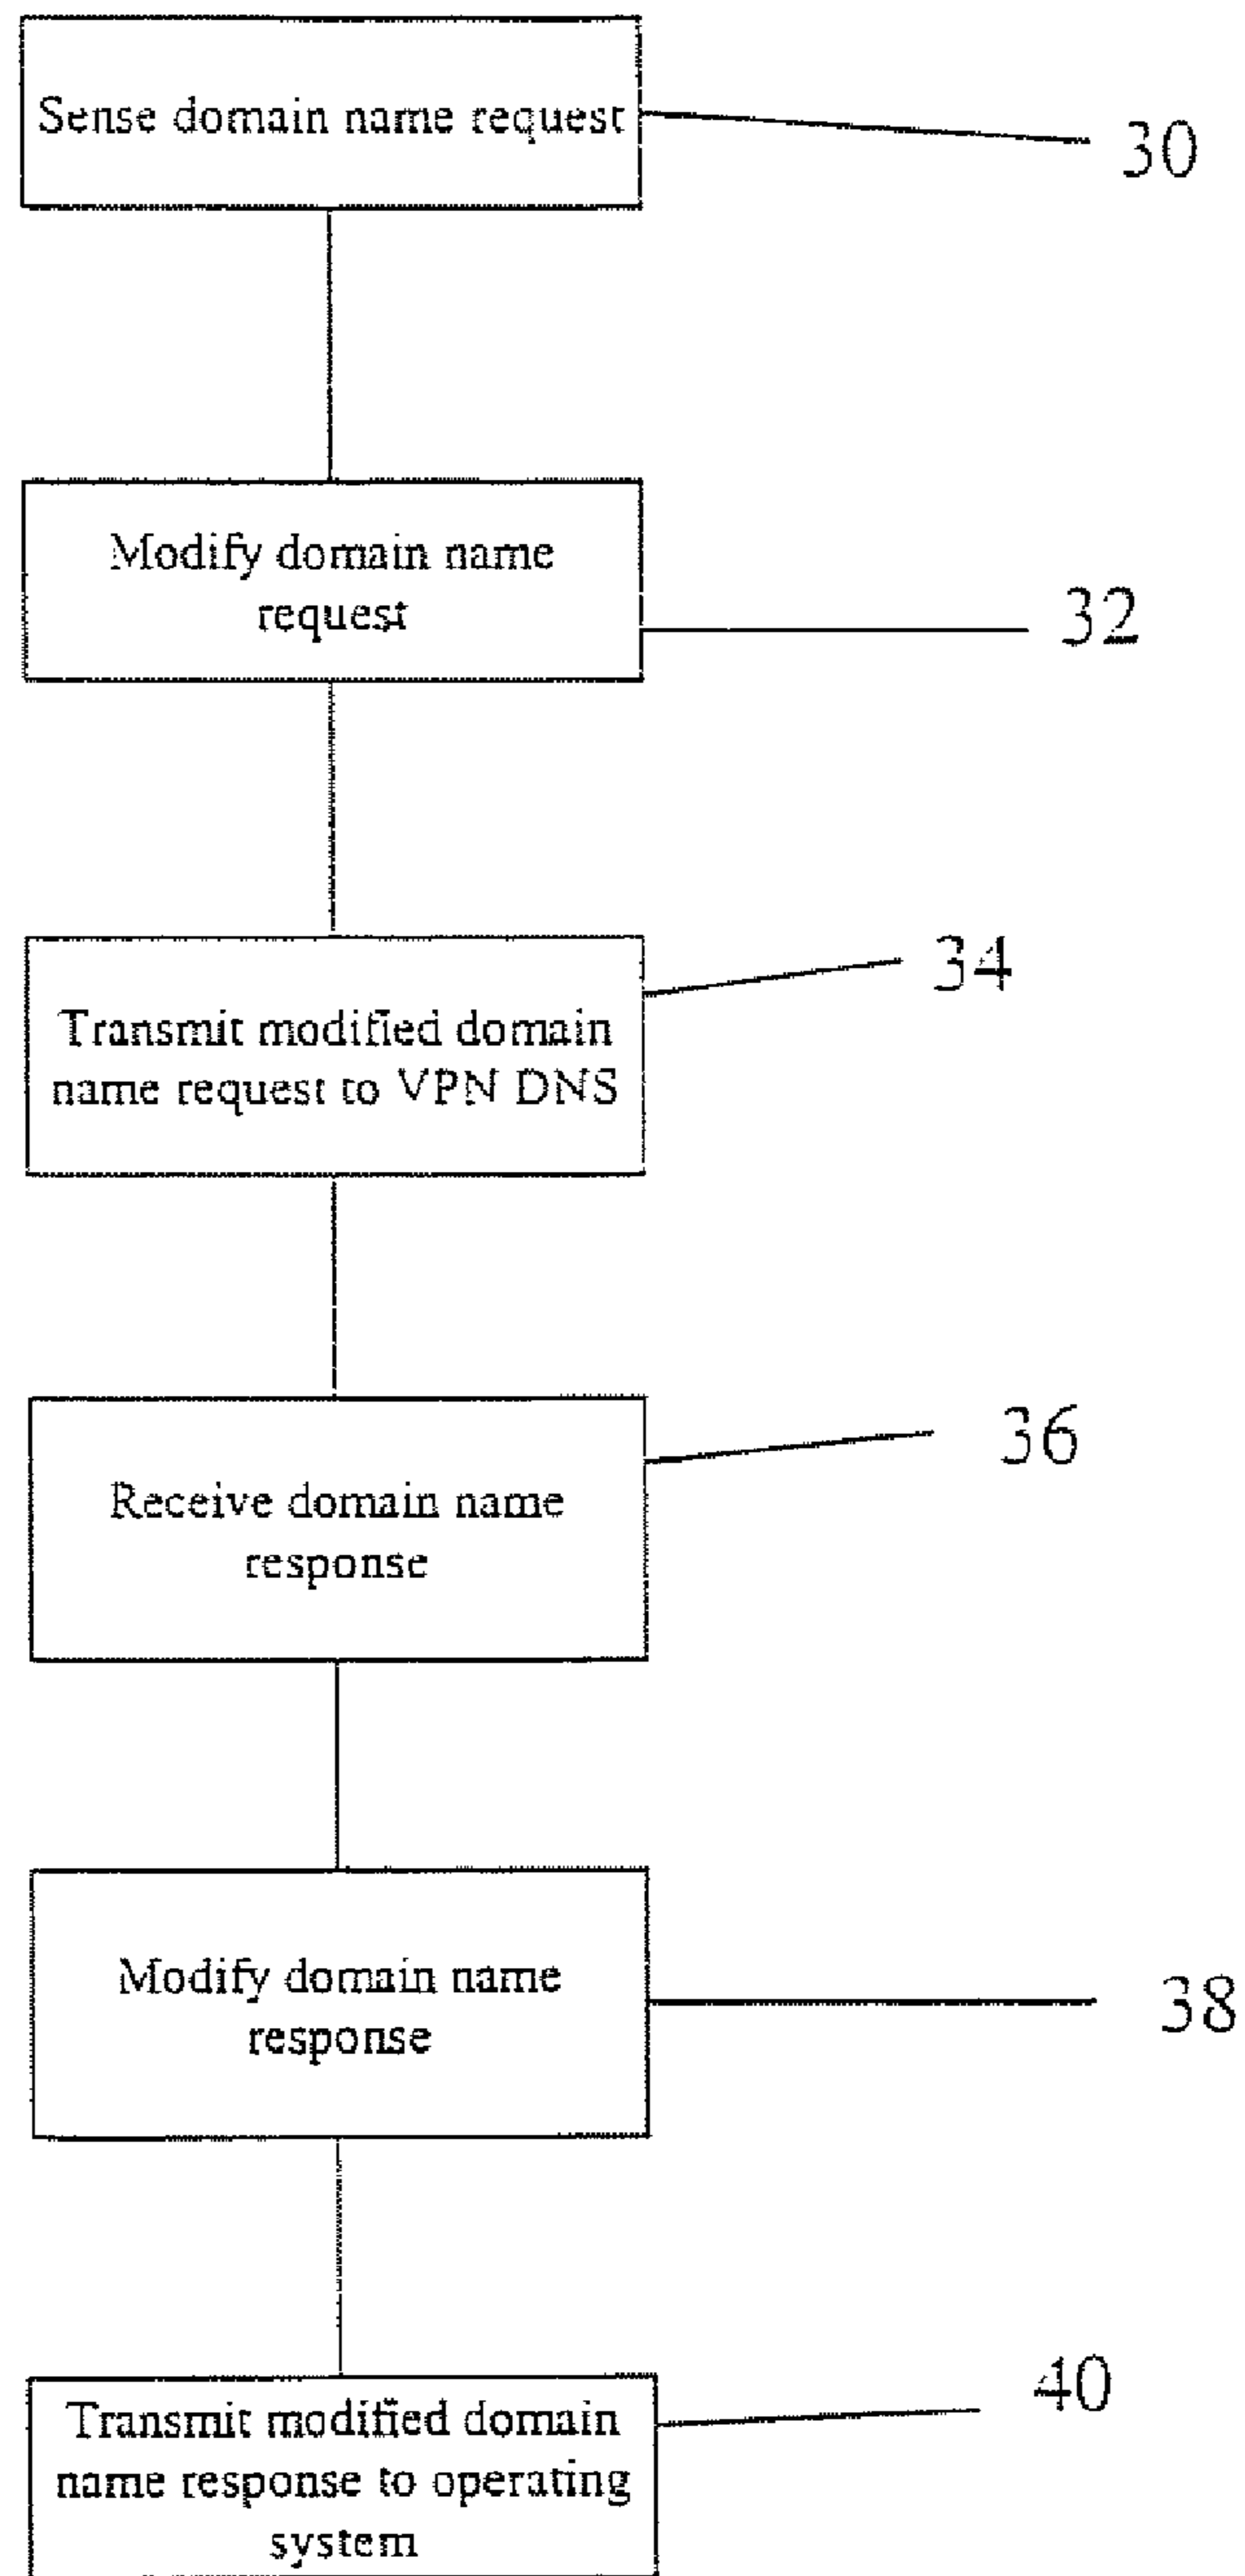 Sense domain name request
30
Modify domain name
request
32
34
Transmit modified domain
name request to VPN DNS
36
Receive domain name
response
Modify domain name
response
38
40
Transmit modified domain
name response to operating
system